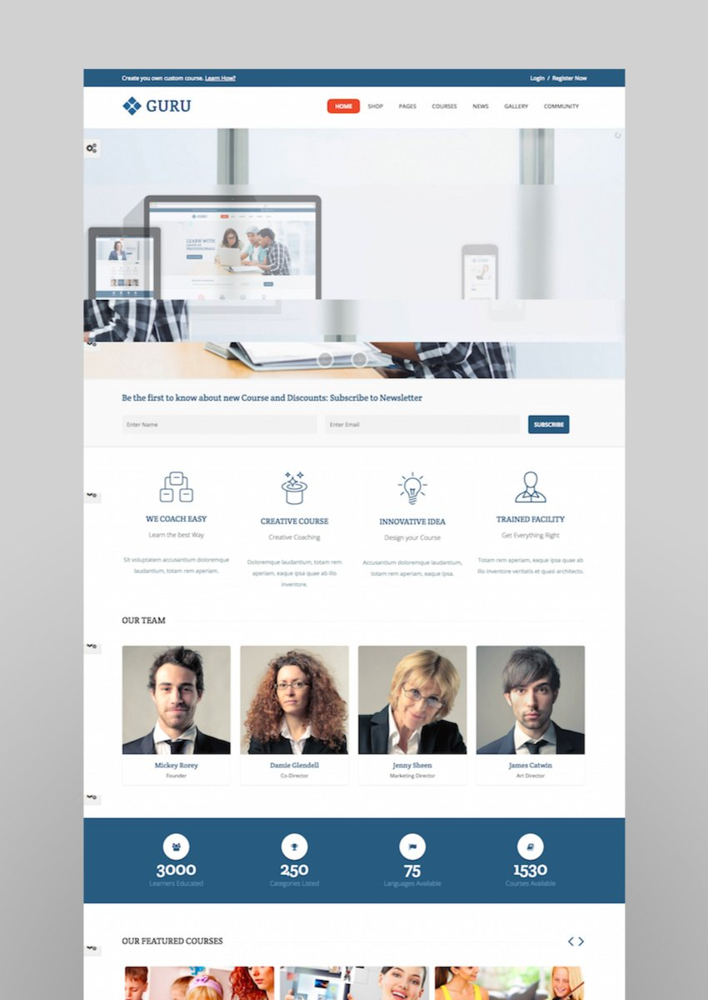 Create you own custom course. Learn How?
Login / Register Now
GURU
HOME SHOP PAGES COURSES NEWS GALLERY COMMUNITY
GURU
LEARN WITH
PROFESSIONALS
GURU
Be the first to know about new Course and Discounts: Subscribe to Newsletter
Enter Name
Enter Email
SUBSCRIBE
WE COACH EASY
Learn the best Way
Sit voluptatem accusantium doloremque
laudantium, totam rem aperiam.
CREATIVE COURSE
Creative Coaching
Doloremque laudantium, totam rem
aperiam, eaque ipsa quae ab illo
inventore.
INNOVATIVE IDEA
Design your Course
Accusantium doloremque laudantium,
totam rem aperiam, eaque ipsa.
TRAINED FACILITY
Get Everything Right
Totam rem aperiam, eaque ipsa quae ab
illo inventore veritatis et quasi architecto.
OUR TEAM
Mickey Rorey
Founder
Damie Glendell
Co-Director
Jenny Sheen
Marketing Director
James Catwin
Art Director
3000
Learners Educated
250
Categories Listed
75
Languages Available
1530
Courses Available
OUR FEATURED COURSES